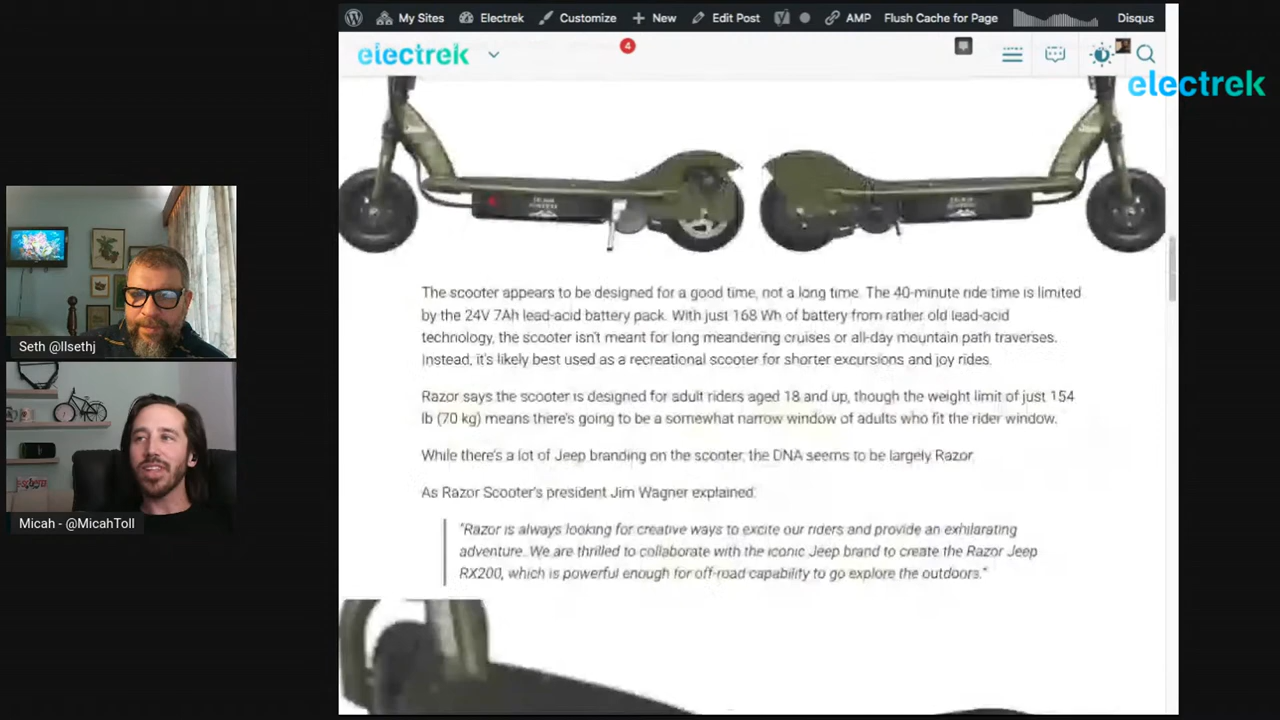 My Sites Electrek Customize New Edit Post AMP Flush Cache for Page Disqus
electrek 4
electrek
The scooter appears to be designed for a good time, not a long time. The 40-minute ride time is limited
by the 24V 7Ah lead-acid battery pack. With just 168 Wh of battery from rather old lead-acid
technology, the scooter isn't meant for long meandering cruises or all-day mountain path traverses.
Instead, it's likely best used as a recreational scooter for shorter excursions and joy rides.
Razor says the scooter is designed for adult riders aged 18 and up, though the weight limit of just 154
lb (70 kg) means there's going to be a somewhat narrow window of adults who fit the rider window.
While there's a lot of Jeep branding on the scooter, the DNA seems to be largely Razor.
As Razor Scooter's president Jim Wagner explained:
"Razor is always looking for creative ways to excite our riders and provide an exhilarating
adventure. We are thrilled to collaborate with the iconic Jeep brand to create the Razor Jeep
RX200, which is powerful enough for off-road capability to go explore the outdoors."
Seth @llsethj
Micah - @MicahToll